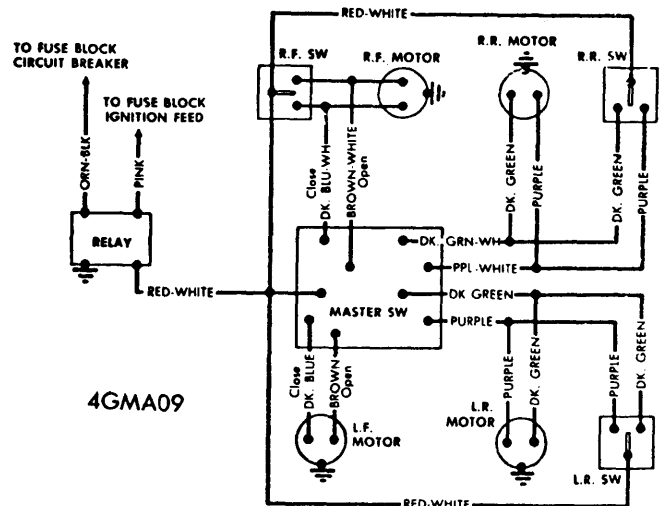 RED-WHITE
TO FUSE BLOCK
CIRCUIT BREAKER
R.F. SW
R.F. MOTOR
R.R. MOTOR
R.R. SW
TO FUSE BLOCK
IGNITION FEED
ORN-BLK
PINK
Close
DK. BLU-WH
BROWN-WHITE
Open
DK. GREEN
PURPLE
DK. GREEN
PURPLE
RELAY
DK. GRN-WH
PPL-WHITE
RED-WHITE
MASTER SW
DK GREEN
PURPLE
Close
DK. BLUE
BROWN
Open
PURPLE
DK. GREEN
PURPLE
DK. GREEN
4GMA09
L.F.
MOTOR
L.R.
MOTOR
L.R. SW
RED-WHITE